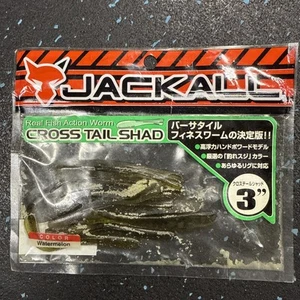 JACKALL
Real Fish Action Worm
CROSS TAIL SHAD
バーサタイル
フィネスワームの決定版!!
●高浮力ハンドポワードモデル
●厳選の「釣れスジ」カラー
●あらゆるリグに対応
クロステールシャッド
3"
COLOR
Watermelon